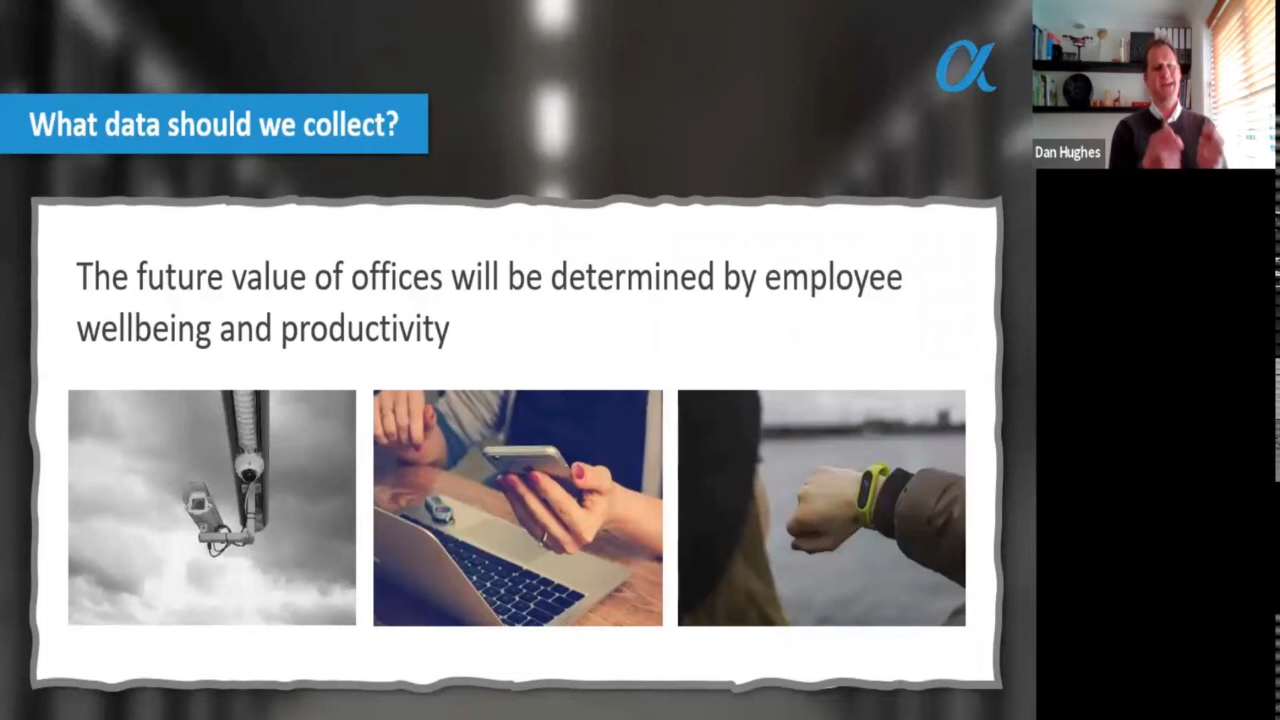 What data should we collect?
Dan Hughes
The future value of offices will be determined by employee
wellbeing and productivity